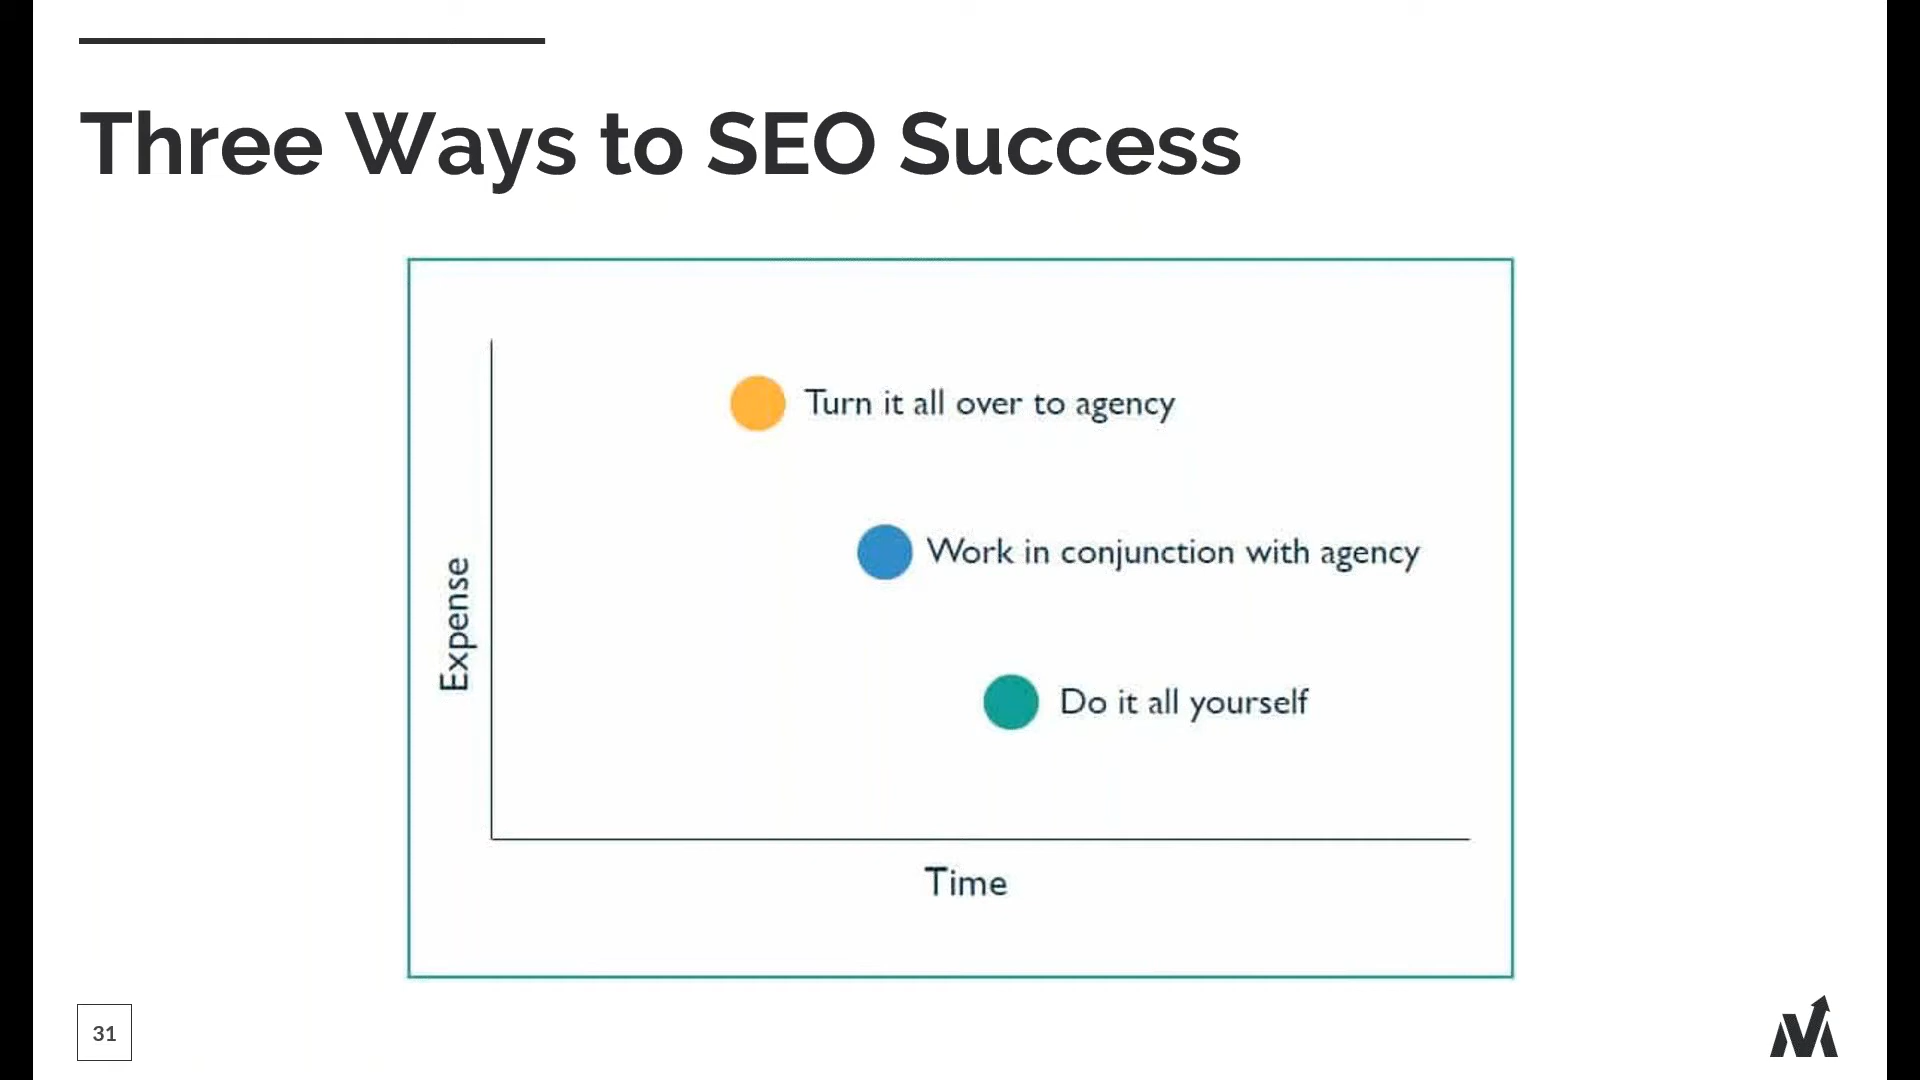 Three Ways to SEO Success
Turn it all over to agency
Work in conjunction with agency
Expense
Do it all yourself
Time
31